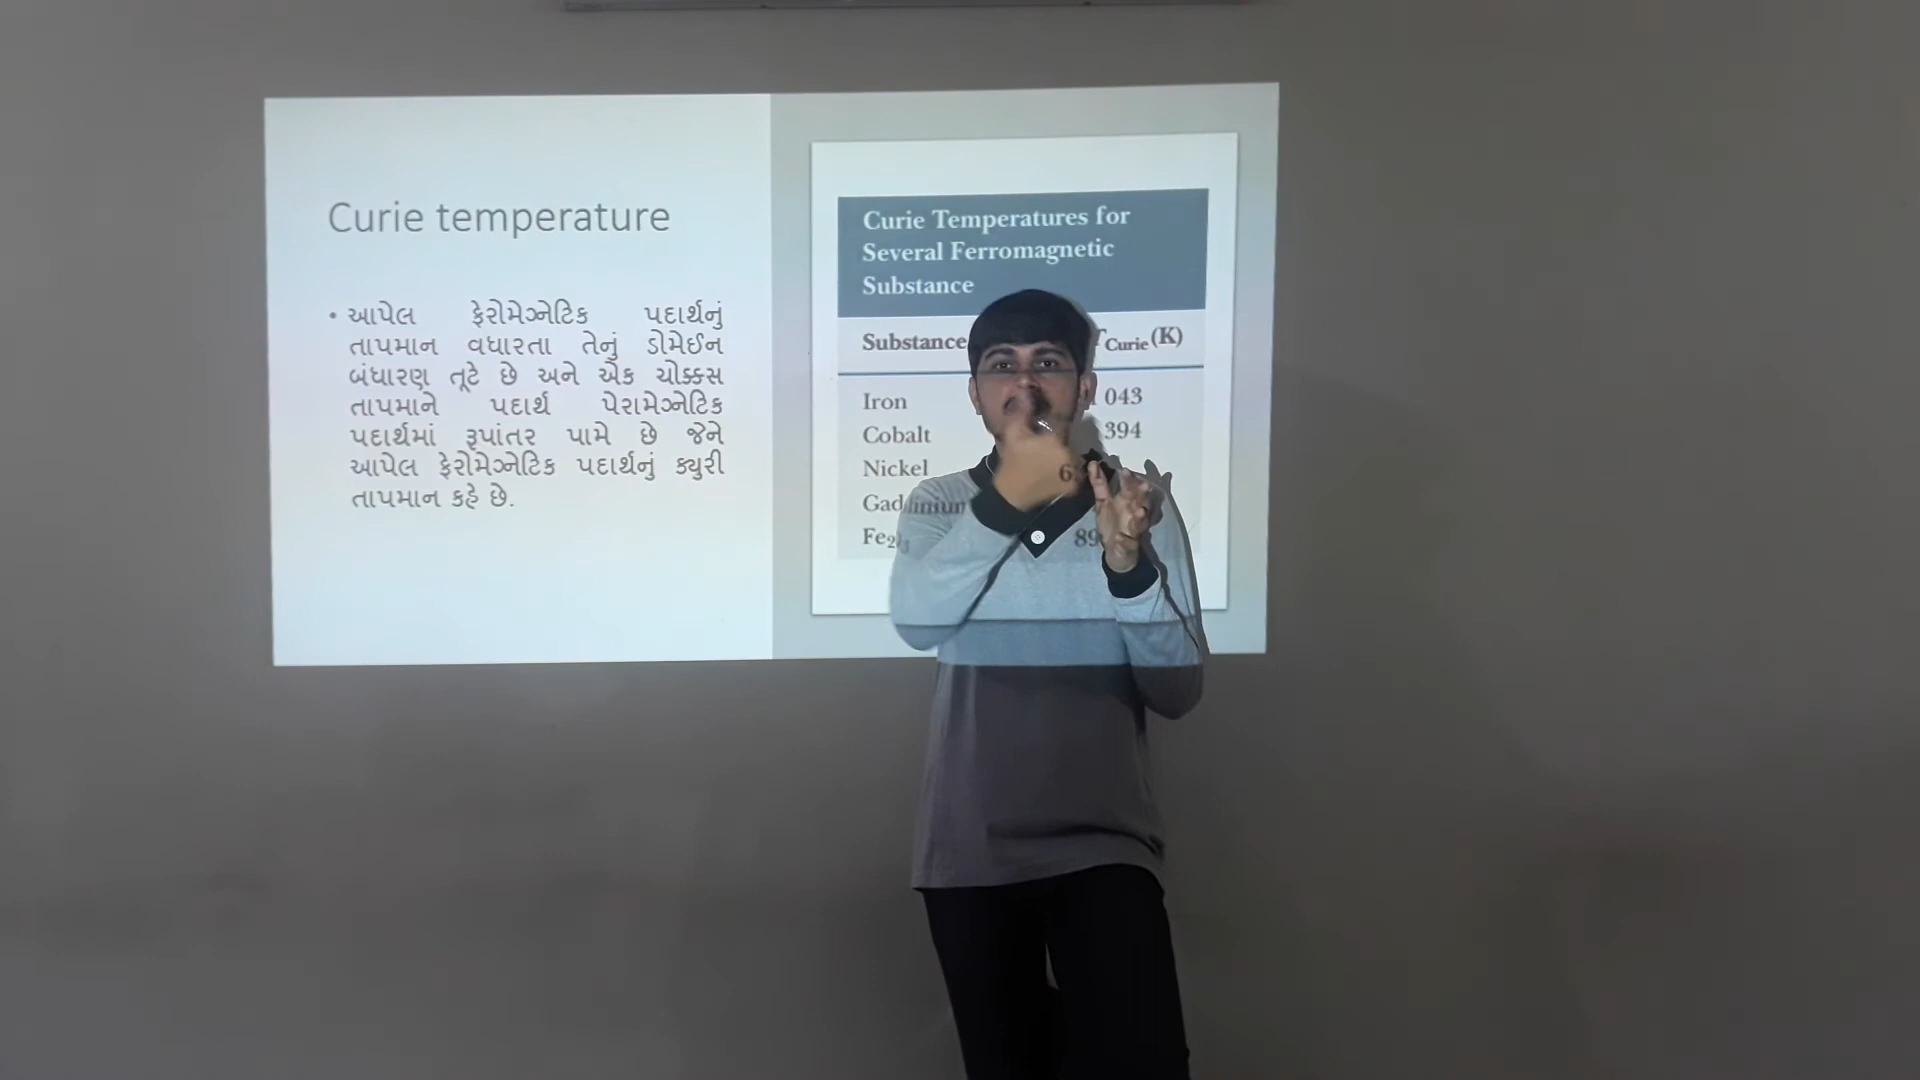 Curie temperature
• આપેલ ફેરોમેગ્નેટિક પદાર્થનું
તાપમાન વધારતા તેનું ડોમેઈન
બંધારણ તૂટે છે અને એક ચોક્કસ
તાપમાને પદાર્થ પેરામેગ્નેટિક
પદાર્થમાં રૂપાંતર પામે છે જેને
આપેલ ફેરોમેગ્નેટિક પદાર્થનું ક્યુરી
તાપમાન કહે છે.
Curie Temperatures for
Several Ferromagnetic
Substance
Substance Curie (K)
Iron 043
Cobalt 394
Nickel